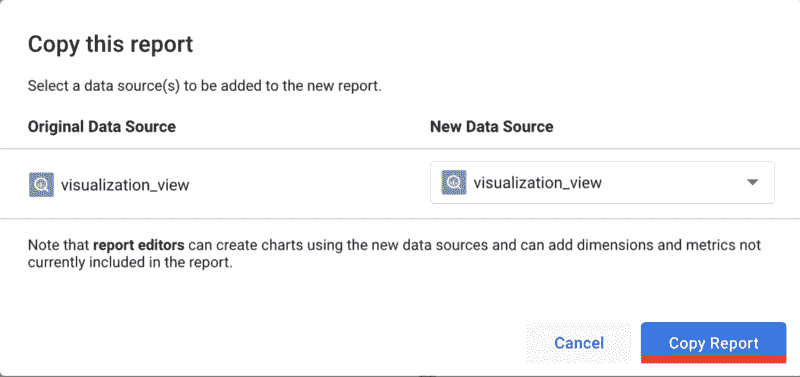 Copy this report
Select a data source(s) to be added to the new report.
Original Data Source New Data Source
visualization_view visualization_view
Note that report editors can create charts using the new data sources and can add dimensions and metrics not
currently included in the report.
Cancel Copy Report